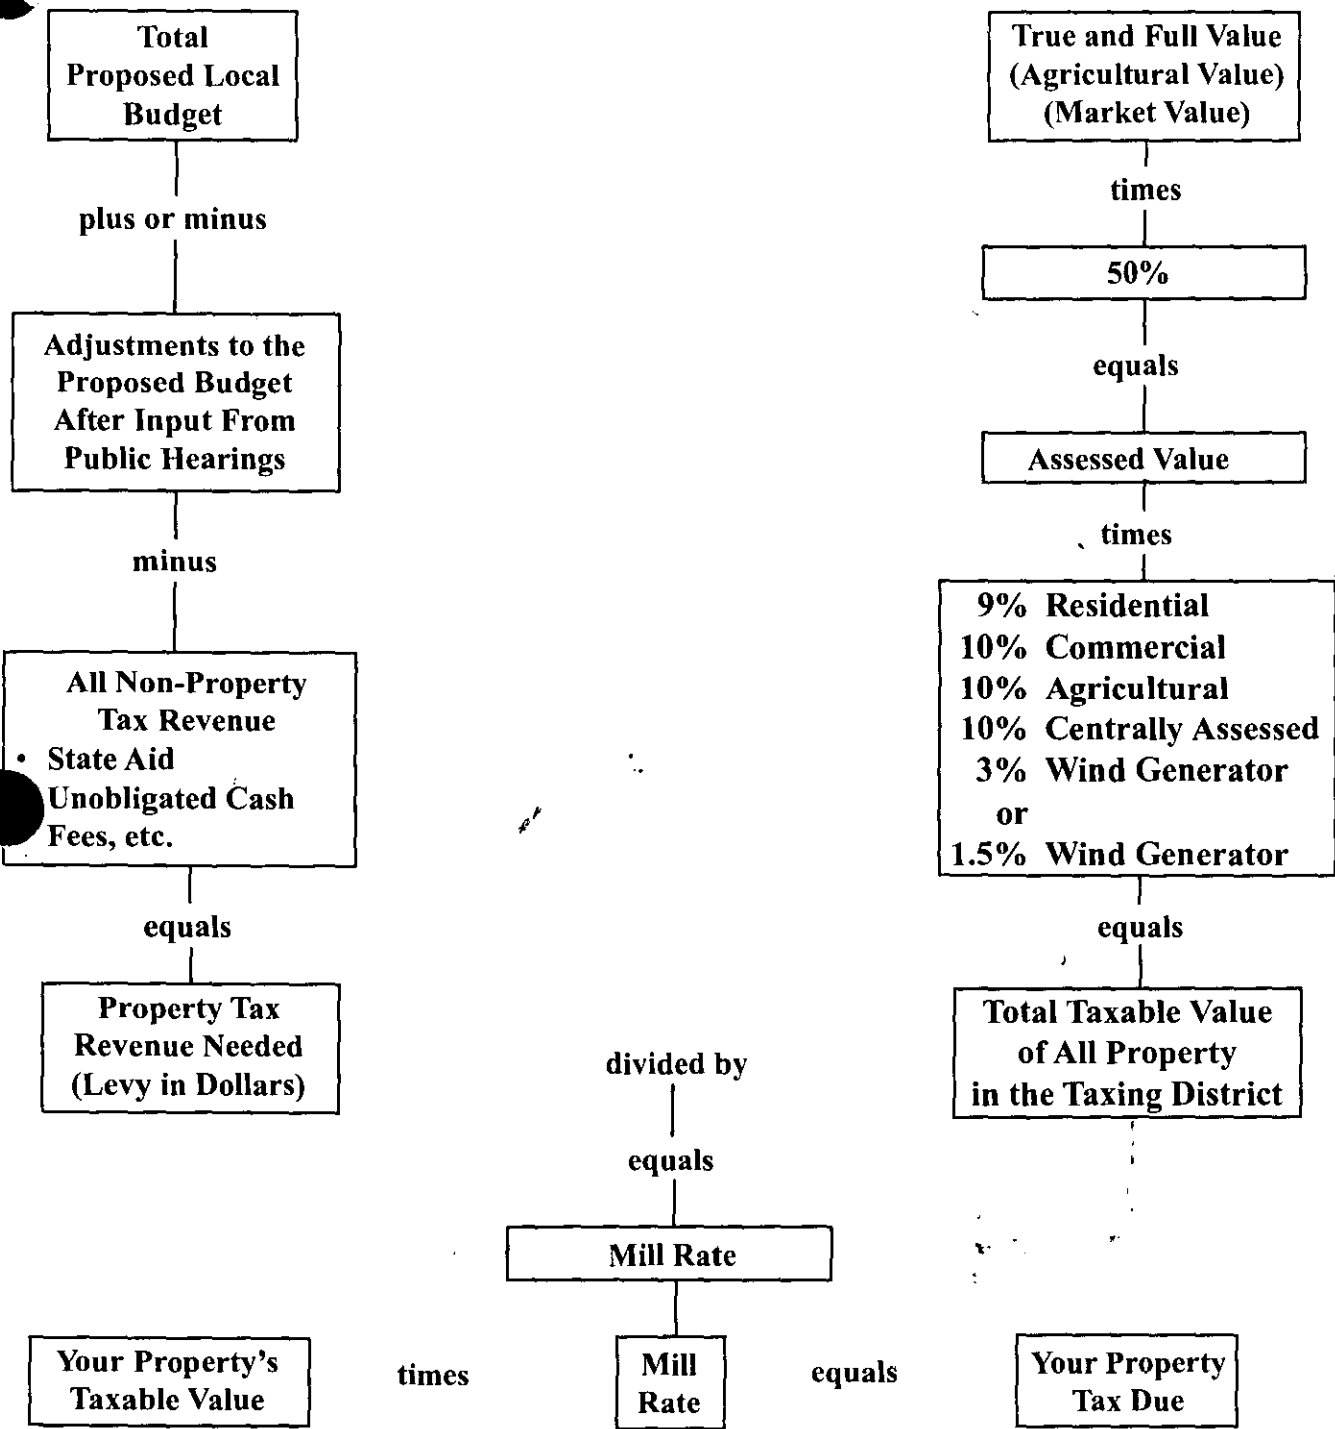 Total
Proposed Local
Budget
plus or minus
Adjustments to the
Proposed Budget
After Input From
Public Hearings
minus
All Non-Property
Tax Revenue
• State Aid
Unobligated Cash
Fees, etc.
equals
Property Tax
Revenue Needed
(Levy in Dollars)
divided by
equals
Mill Rate
True and Full Value
(Agricultural Value)
(Market Value)
times
50%
equals
Assessed Value
times
9% Residential
10% Commercial
10% Agricultural
10% Centrally Assessed
3% Wind Generator
or
1.5% Wind Generator
equals
Total Taxable Value
of All Property
in the Taxing District
Your Property's
Taxable Value
times
Mill
Rate
equals
Your Property
Tax Due